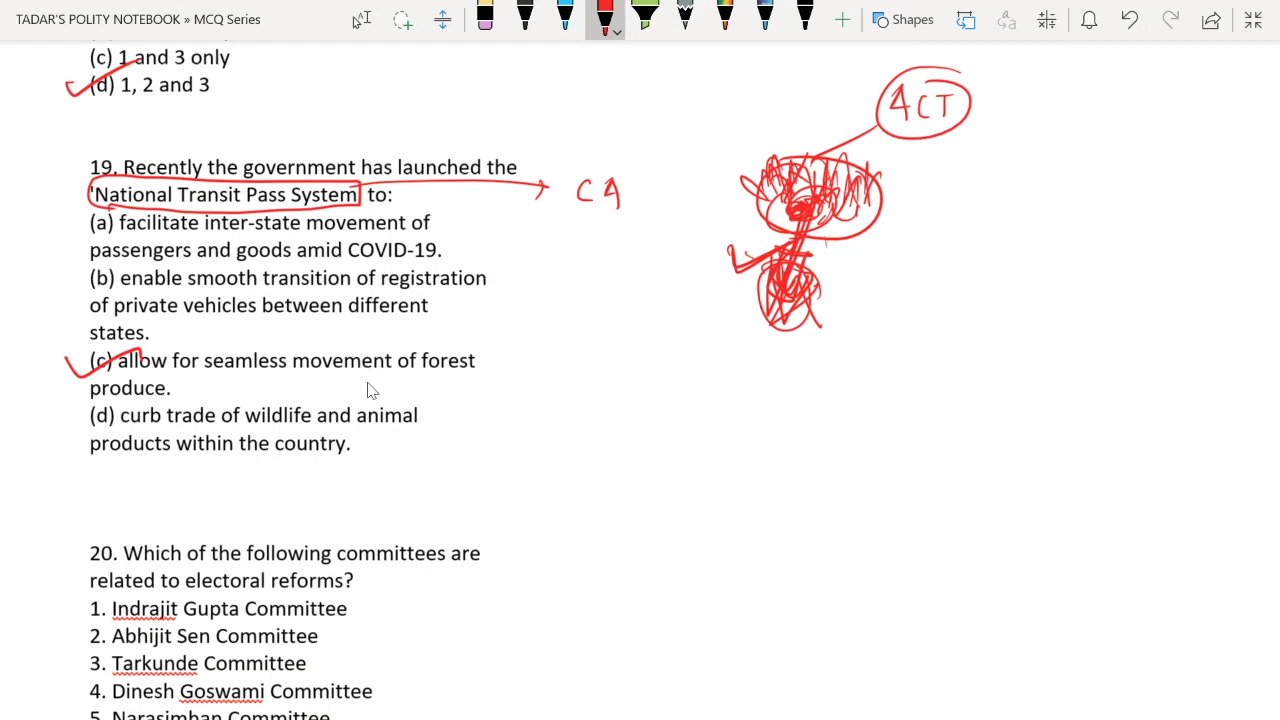 TADAR'S POLITY NOTEBOOK » MCQ Series
Shapes
(c) 1 and 3 only
(d) 1, 2 and 3
4CT
19. Recently the government has launched the
'National Transit Pass System to:
CA
(a) facilitate inter-state movement of
passengers and goods amid COVID-19.
(b) enable smooth transition of registration
of private vehicles between different
states.
(c) allow for seamless movement of forest
produce.
(d) curb trade of wildlife and animal
products within the country.
20. Which of the following committees are
related to electoral reforms?
1. Indrajit Gupta Committee
2. Abhijit Sen Committee
3. Tarkunde Committee
4. Dinesh Goswami Committee
5. Narasimhan Committee